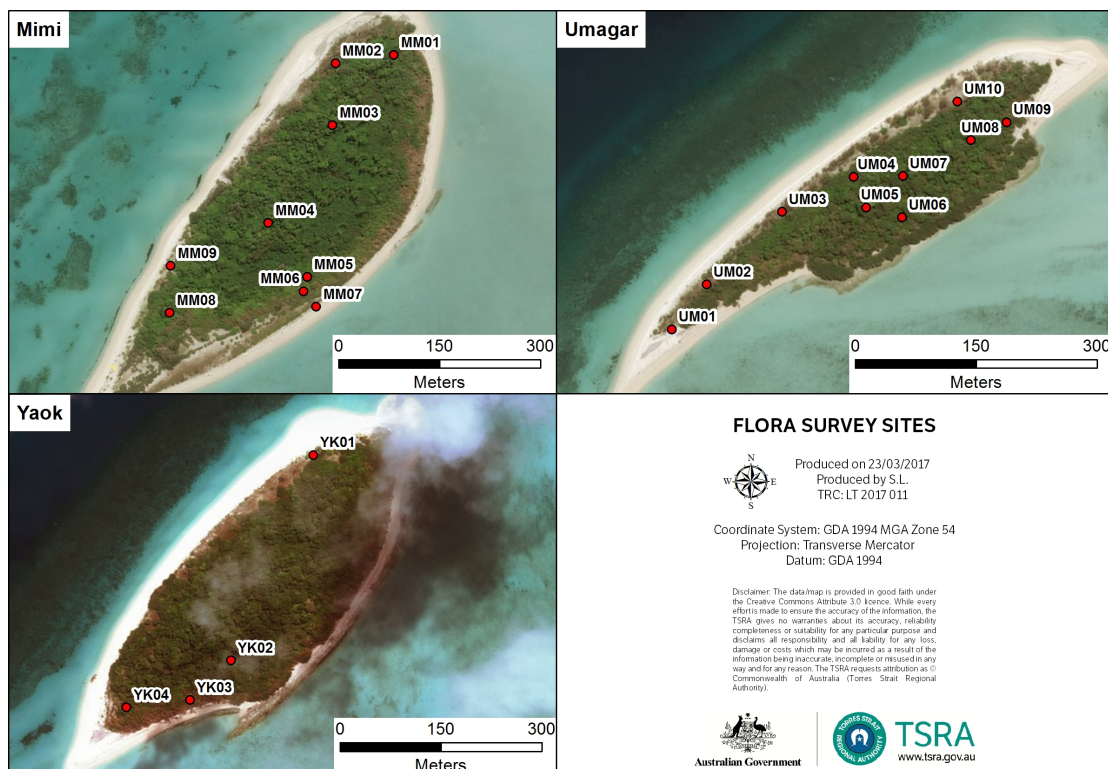 Mimi
MM01
MM02
MM03
MM04
MM09
MM05
MM06
MM07
MM08
0 150 300
Meters
Umagar
UM10
UM09
UM08
UM04
UM07
UM05
UM03
UM06
UM02
UM01
0 150 300
Meters
Yaok
YK01
YK02
YK03
YK04
0 150 300
Meters
FLORA SURVEY SITES
N
W E
S
Produced on 23/03/2017
Produced by S.L.
TRC: LT 2017 011
Coordinate System: GDA 1994 MGA Zone 54
Projection: Transverse Mercator
Datum: GDA 1994
Disclaimer: The data/map is provided in good faith under
the Creative Commons Attribute 3.0 licence. While every
effort is made to ensure the accuracy of the information, the
TSRA gives no warranties about its accuracy, reliability
completeness or suitability for any particular purpose and
disclaims all responsibility and all liability for any loss,
damage or costs which may be incurred as a result of the
information being inaccurate, incomplete or misused in any
way and for any reason. The TSRA requests attribution as ©
Commonwealth of Australia (Torres Strait Regional
Authority).
Australian Government
TORRES STRAIT
REGIONAL AUTHORITY
TSRA
www.tsra.gov.au